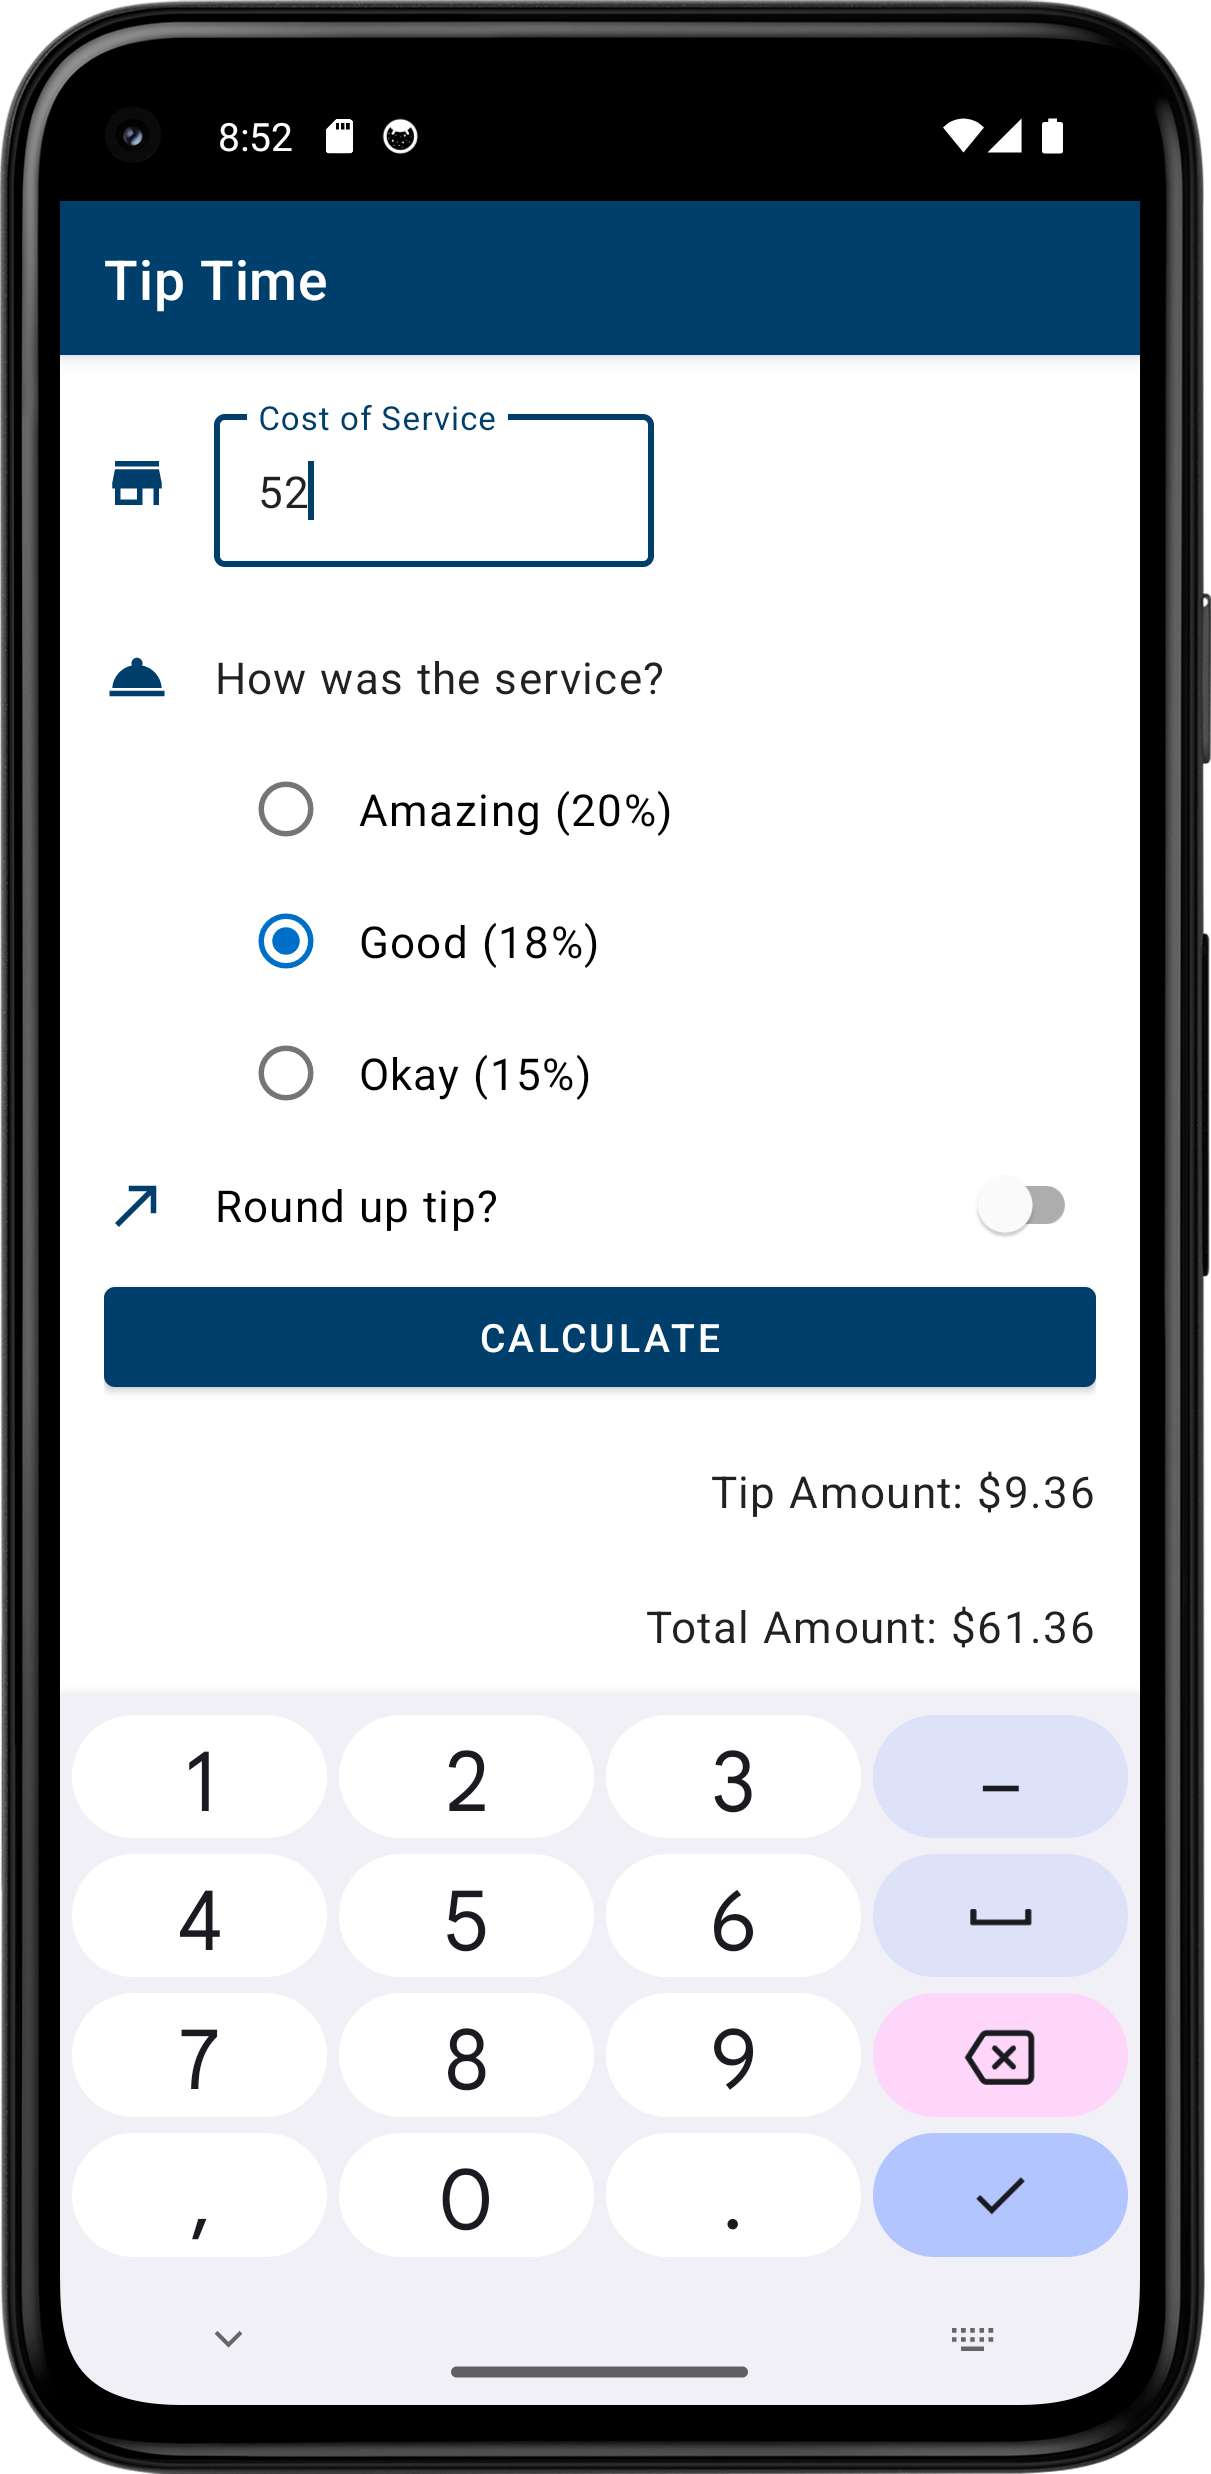 8:52
Tip Time
Cost of Service
52
How was the service?
Amazing (20%)
Good (18%)
Okay (15%)
Round up tip?
CALCULATE
Tip Amount: $9.36
Total Amount: $61.36
1 2 3 –
4 5 6
7 8 9
, 0 .